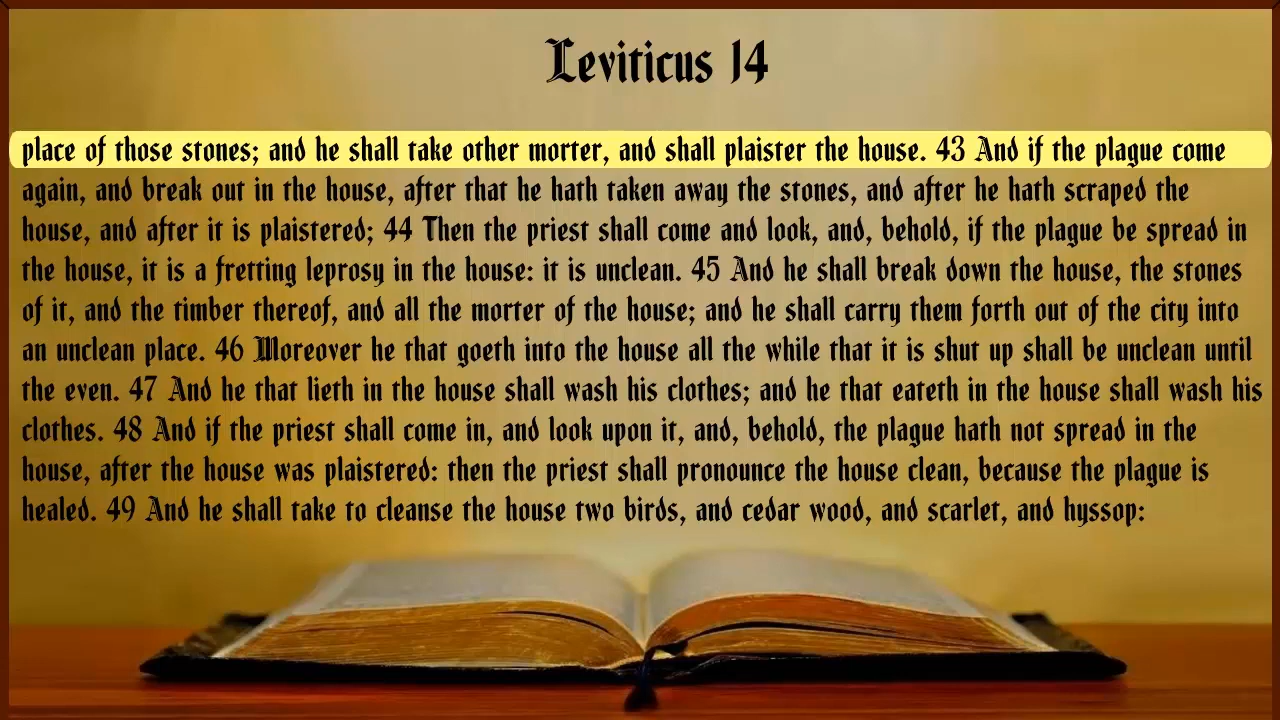 Leviticus 14
place of those stones; and he shall take other morter, and shall plaister the house. 43 And if the plague come
again, and break out in the house, after that he hath taken away the stones, and after he hath scraped the
house, and after it is plaistered; 44 Then the priest shall come and look, and, behold, if the plague be spread in
the house, it is a fretting leprosy in the house: it is unclean. 45 And he shall break down the house, the stones
of it, and the timber thereof, and all the morter of the house; and he shall carry them forth out of the city into
an unclean place. 46 Moreover he that goeth into the house all the while that it is shut up shall be unclean until
the even. 47 And he that lieth in the house shall wash his clothes; and he that eateth in the house shall wash his
clothes. 48 And if the priest shall come in, and look upon it, and, behold, the plague hath not spread in the
house, after the house was plaistered: then the priest shall pronounce the house clean, because the plague is
healed. 49 And he shall take to cleanse the house two birds, and cedar wood, and scarlet, and hyssop: